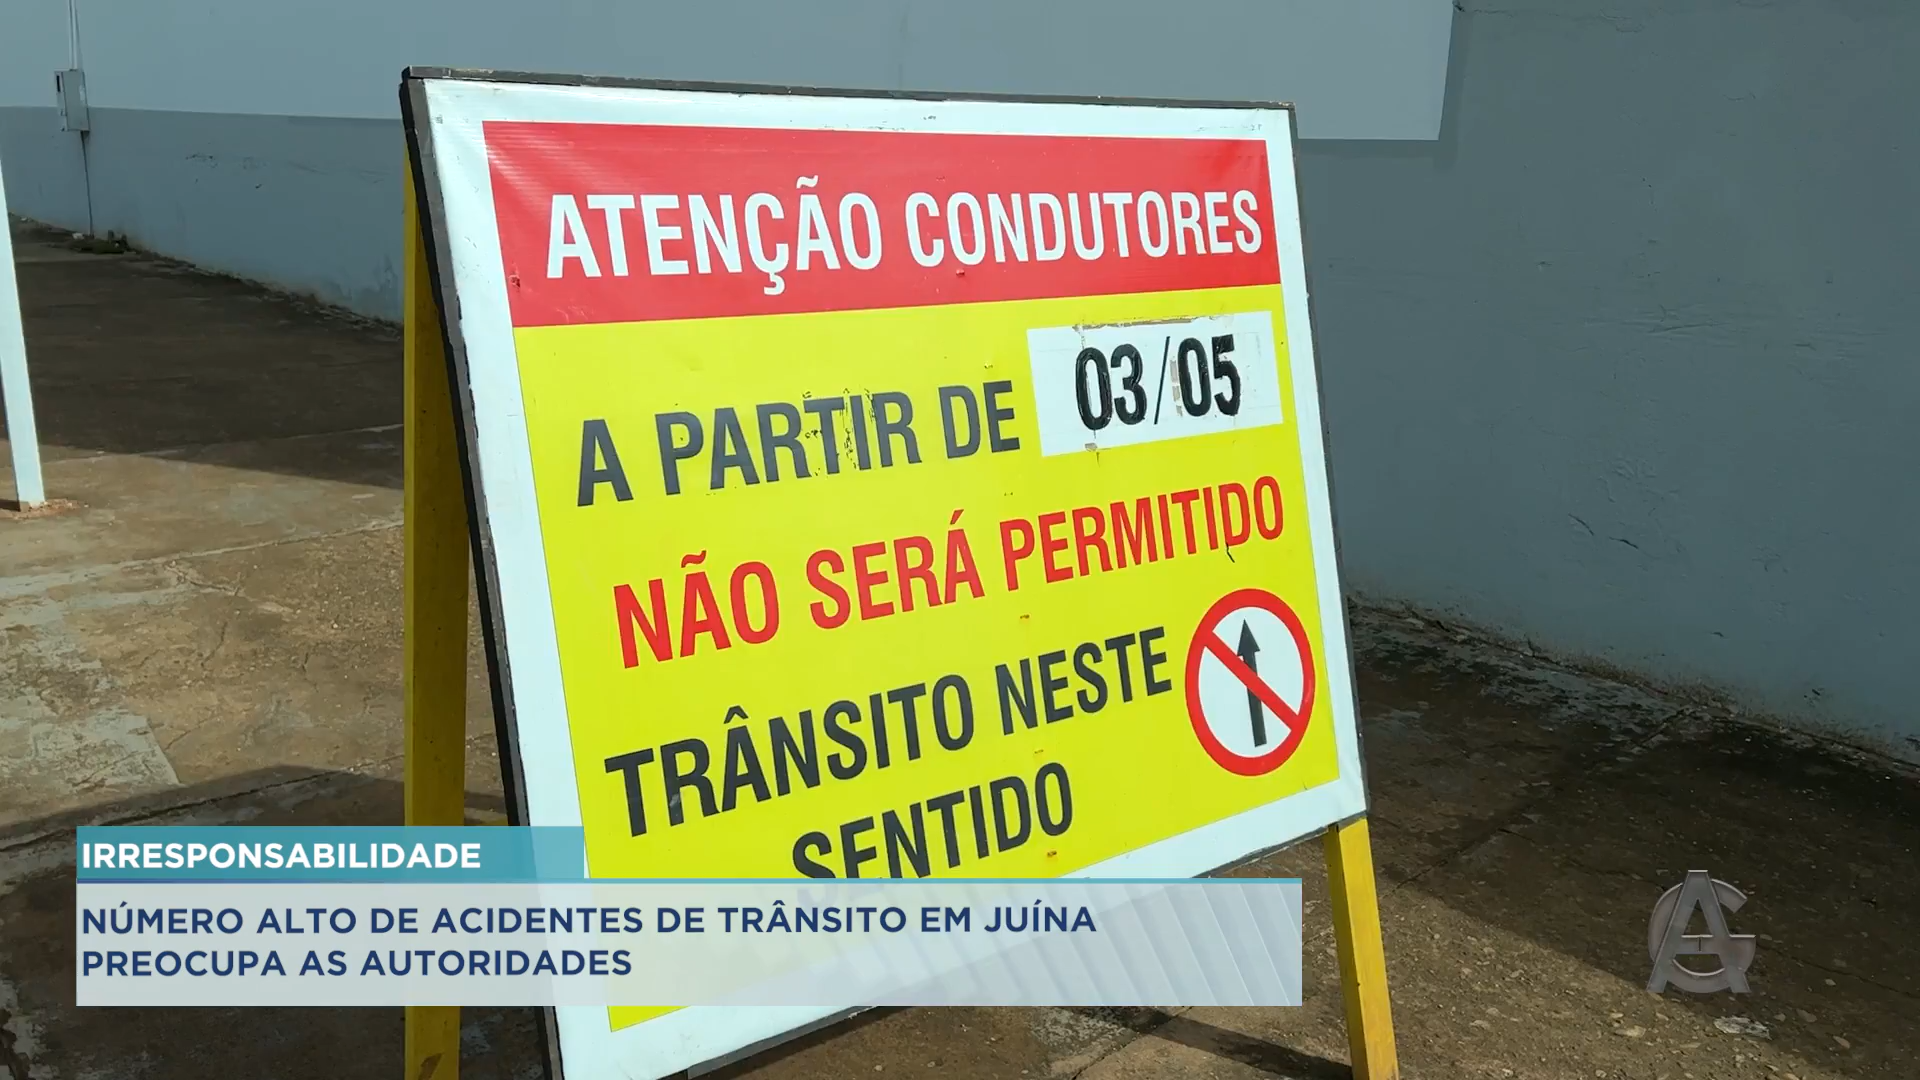 ATENÇÃO CONDUTORES
A PARTIR DE 03/05
NÃO SERÁ PERMITIDO
TRÂNSITO NESTE
SENTIDO
IRRESPONSABILIDADE
NÚMERO ALTO DE ACIDENTES DE TRÂNSITO EM JUÍNA
PREOCUPA AS AUTORIDADES